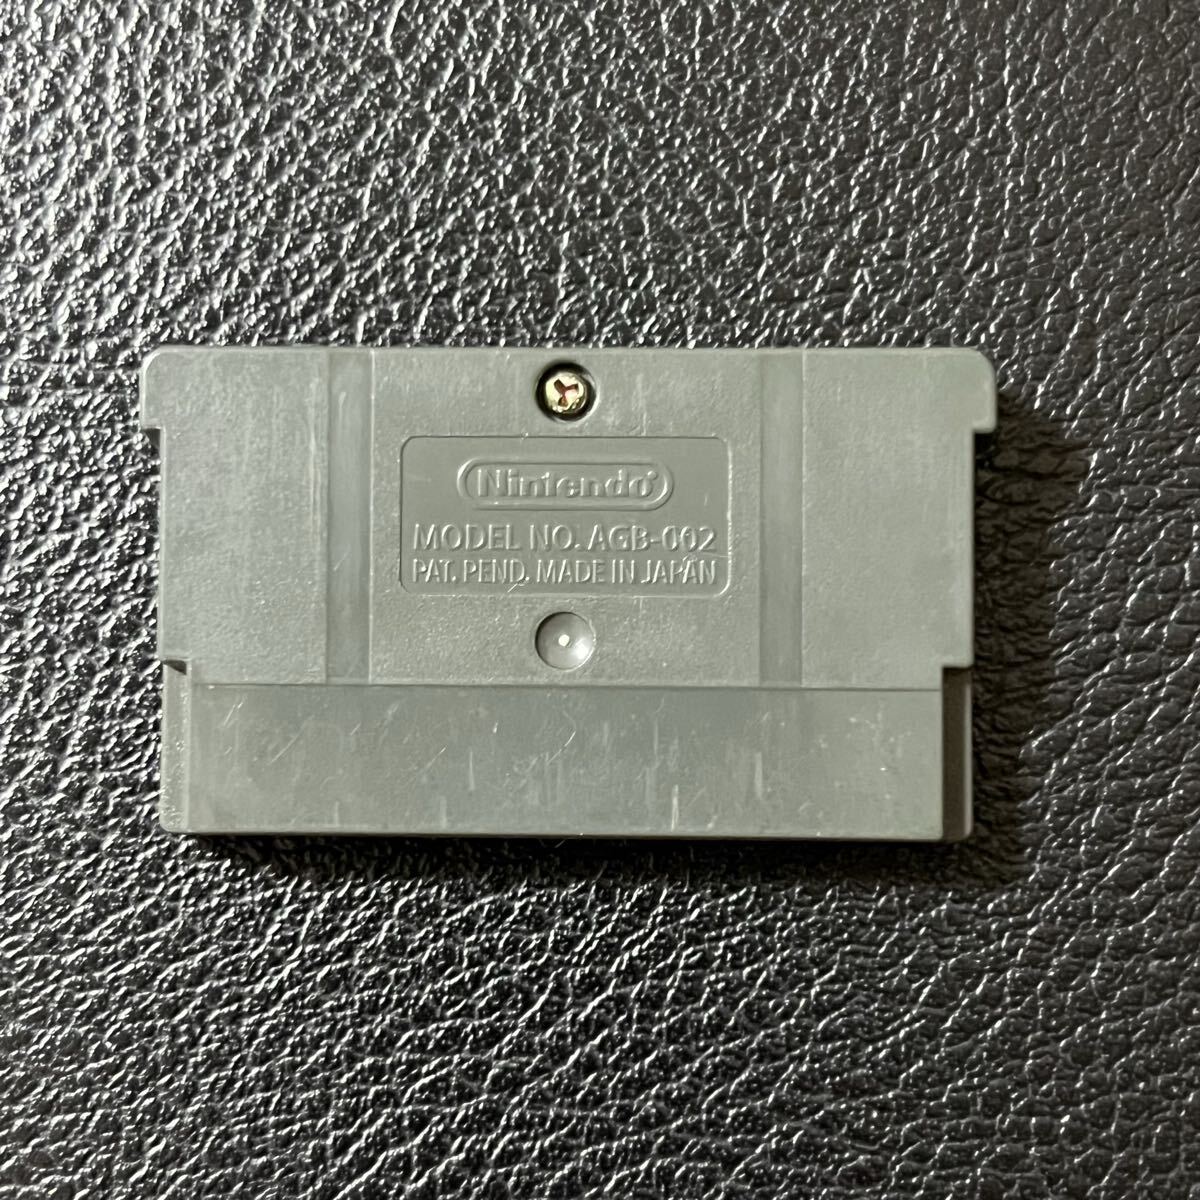 Nintendo®
MODEL NO. AGB-002
PAT. PEND. MADE IN JAPAN